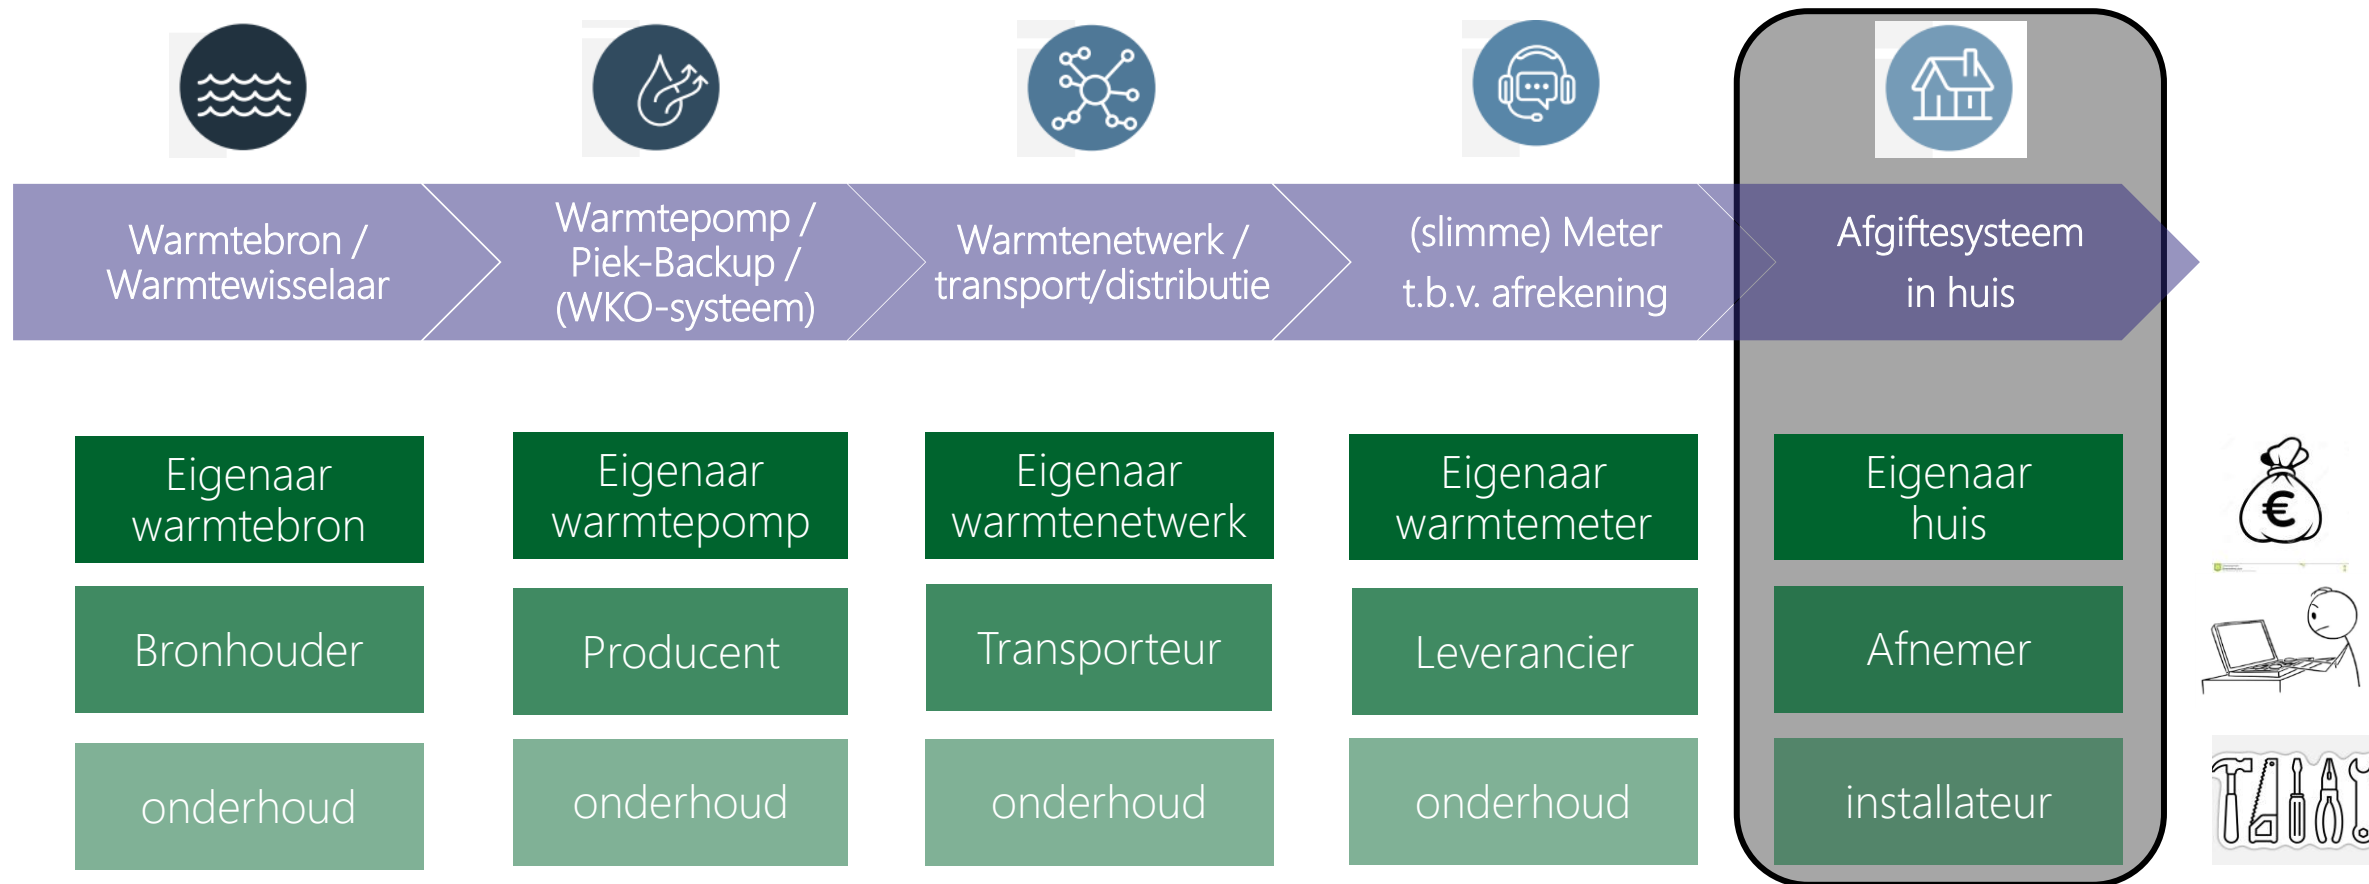 Warmtebron /
Warmtewisselaar
Warmtepomp /
Piek-Backup /
(WKO-systeem)
Warmtenetwerk /
transport/distributie
(slimme) Meter
t.b.v. afrekening
Afgiftesysteem
in huis
Eigenaar
warmtebron
Eigenaar
warmtepomp
Eigenaar
warmtenetwerk
Eigenaar
warmtemeter
Eigenaar
huis
€
Bronhouder
Producent
Transporteur
Leverancier
Afnemer
onderhoud
onderhoud
onderhoud
onderhoud
installateur